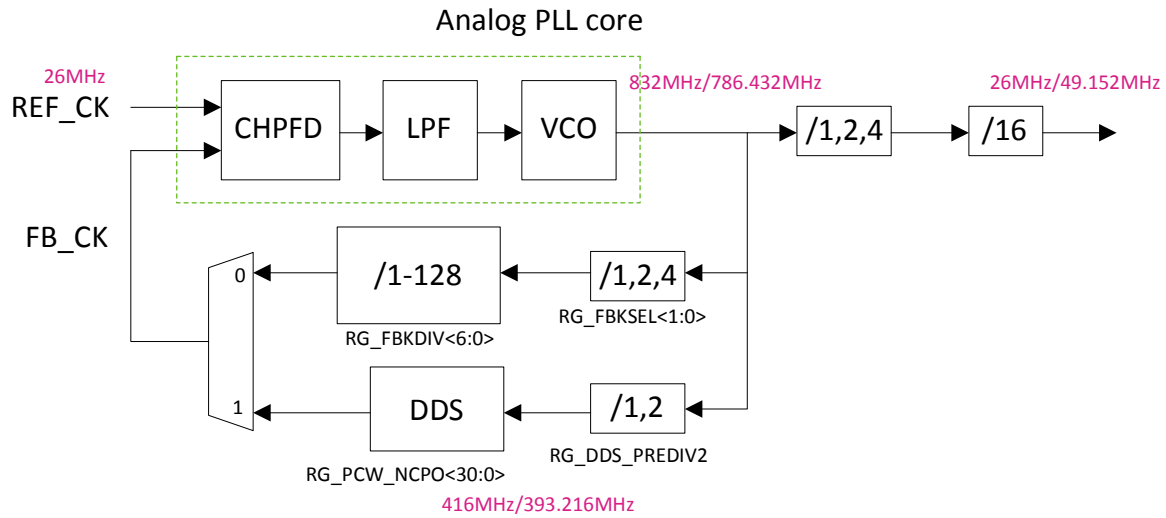 Analog PLL core
26MHz
REF_CK
CHPFD
LPF
VCO
832MHz/786.432MHz
/1,2,4
26MHz/49.152MHz
/16
FB_CK
0
/1-128
/1,2,4
RG_FBKDIV<6:0>
RG_FBKSEL<1:0>
1
DDS
/1,2
RG_PCW_NCPO<30:0>
RG_DDS_PREDIV2
416MHz/393.216MHz